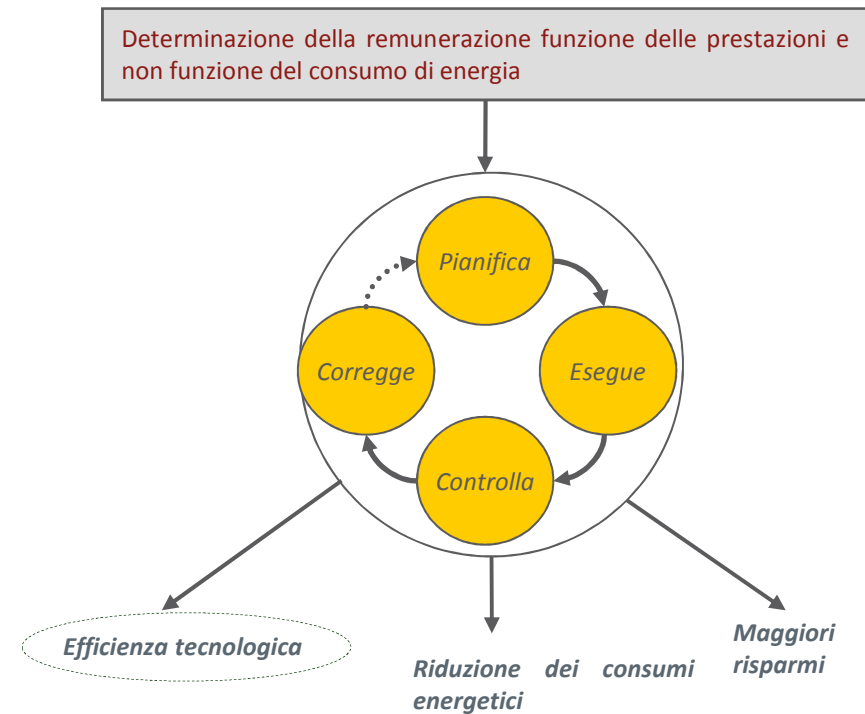 Determinazione della remunerazione funzione delle prestazioni e
non funzione del consumo di energia
Pianifica
Corregge
Esegue
Controlla
Efficienza tecnologica
Riduzione dei consumi
energetici
Maggiori
risparmi